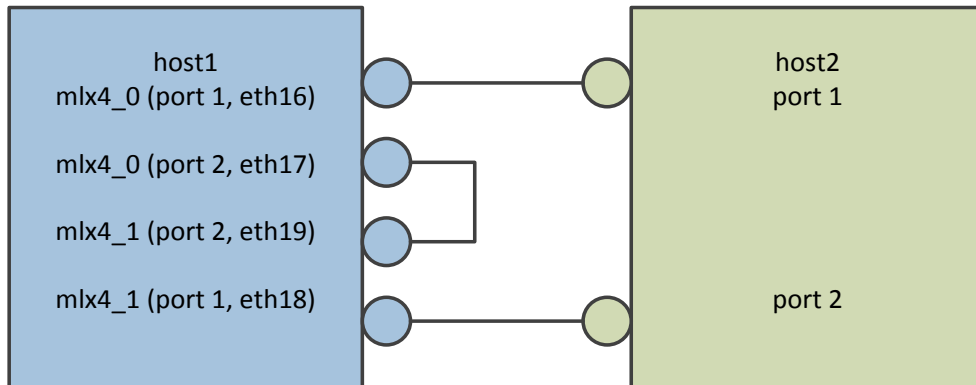 host1
mlx4_0 (port 1, eth16)
mlx4_0 (port 2, eth17)
mlx4_1 (port 2, eth19)
mlx4_1 (port 1, eth18)
host2
port 1
port 2